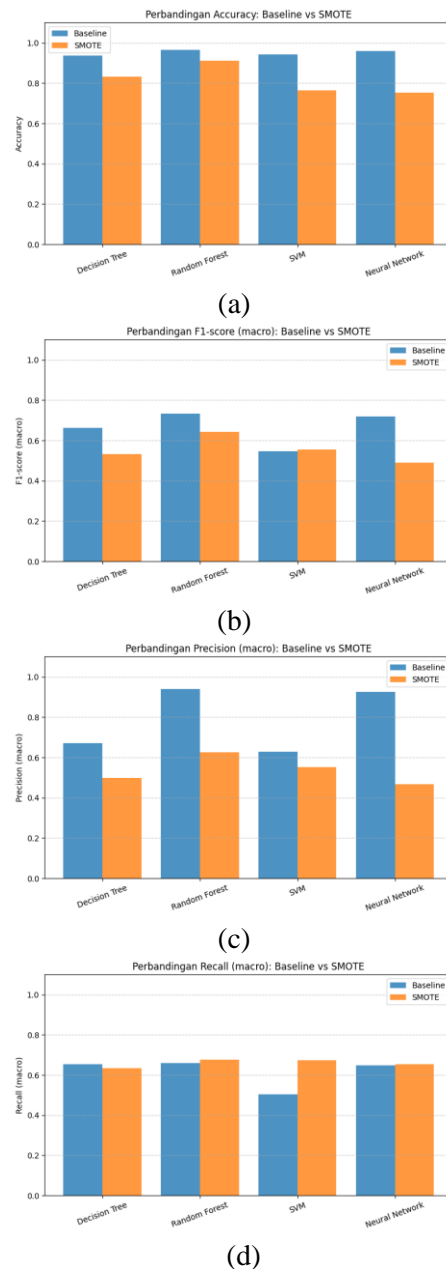 Perbandingan Accuracy: Baseline vs SMOTE
Baseline
SMOTE
Accuracy
1.0
0.8
0.6
0.4
0.2
0.0
Decision Tree
Random Forest
SVM
Neural Network
(a)
Perbandingan F1-score (macro): Baseline vs SMOTE
Baseline
SMOTE
F1-score (macro)
1.0
0.8
0.6
0.4
0.2
0.0
Decision Tree
Random Forest
SVM
Neural Network
(b)
Perbandingan Precision (macro): Baseline vs SMOTE
Baseline
SMOTE
Precision (macro)
1.0
0.8
0.6
0.4
0.2
0.0
Decision Tree
Random Forest
SVM
Neural Network
(c)
Perbandingan Recall (macro): Baseline vs SMOTE
Baseline
SMOTE
Recall (macro)
1.0
0.8
0.6
0.4
0.2
0.0
Decision Tree
Random Forest
SVM
Neural Network
(d)